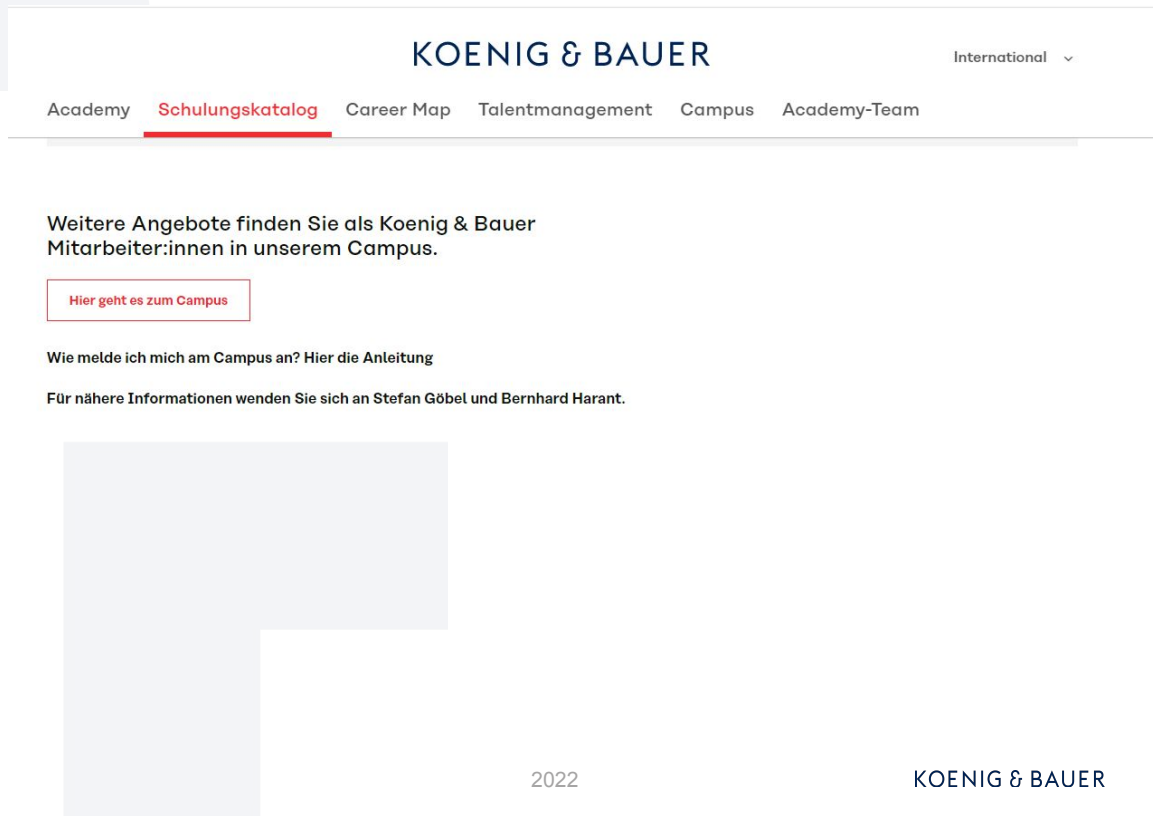 KOENIG & BAUER
International
Academy Schulungskatalog Career Map Talentmanagement Campus Academy-Team
Weitere Angebote finden Sie als Koenig & Bauer
Mitarbeiter:innen in unserem Campus.
Hier geht es zum Campus
Wie melde ich mich am Campus an? Hier die Anleitung
Für nähere Informationen wenden Sie sich an Stefan Göbel und Bernhard Harant.
2022
KOENIG & BAUER